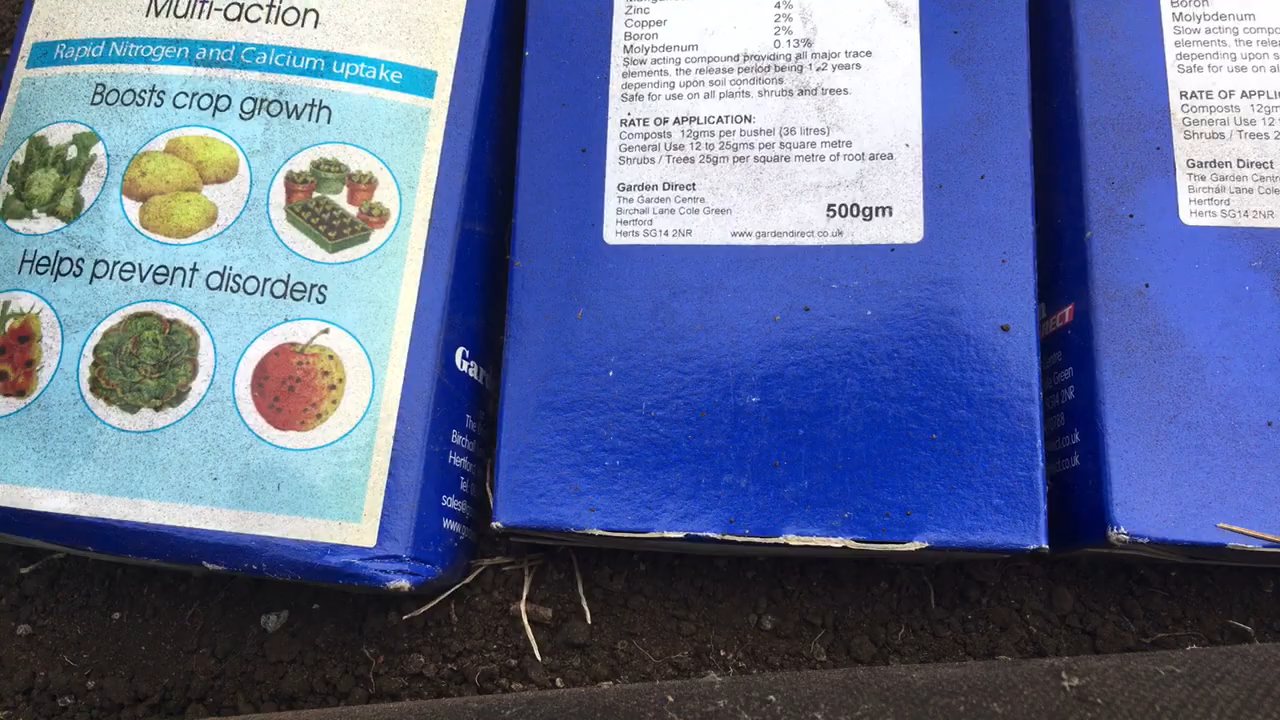 Multi-action
Rapid Nitrogen and Calcium uptake
Boosts crop growth
Helps prevent disorders
Gar
The
Birchal
Hertfor
Tel
sales@
www.
Zinc 4%
Copper 2%
Boron 2%
Molybdenum 0.13%
Slow acting compound providing all major trace
elements, the release period being 1-2 years
depending upon soil conditions
Safe for use on all plants, shrubs and trees.
RATE OF APPLICATION:
Composts 12gms per bushel (36 litres)
General Use 12 to 25gms per square metre
Shrubs / Trees 25gm per square metre of root area
Garden Direct
The Garden Centre
Birchall Lane Cole Green
Hertford
Herts SG14 2NR
www.gardendirect.co.uk
500gm
RECT
Centre
Green
SG14 2NR
ct.co.uk
ct.co.uk
Boron
Molybdenum
Slow acting compo
elements, the rele
depending upon s
Safe for use on al
RATE OF APPLI
Composts 12gm
General Use 12
Shrubs / Trees 2
Garden Direct
The Garden Centr
Birchall Lane Cole
Hertford
Herts SG14 2NR